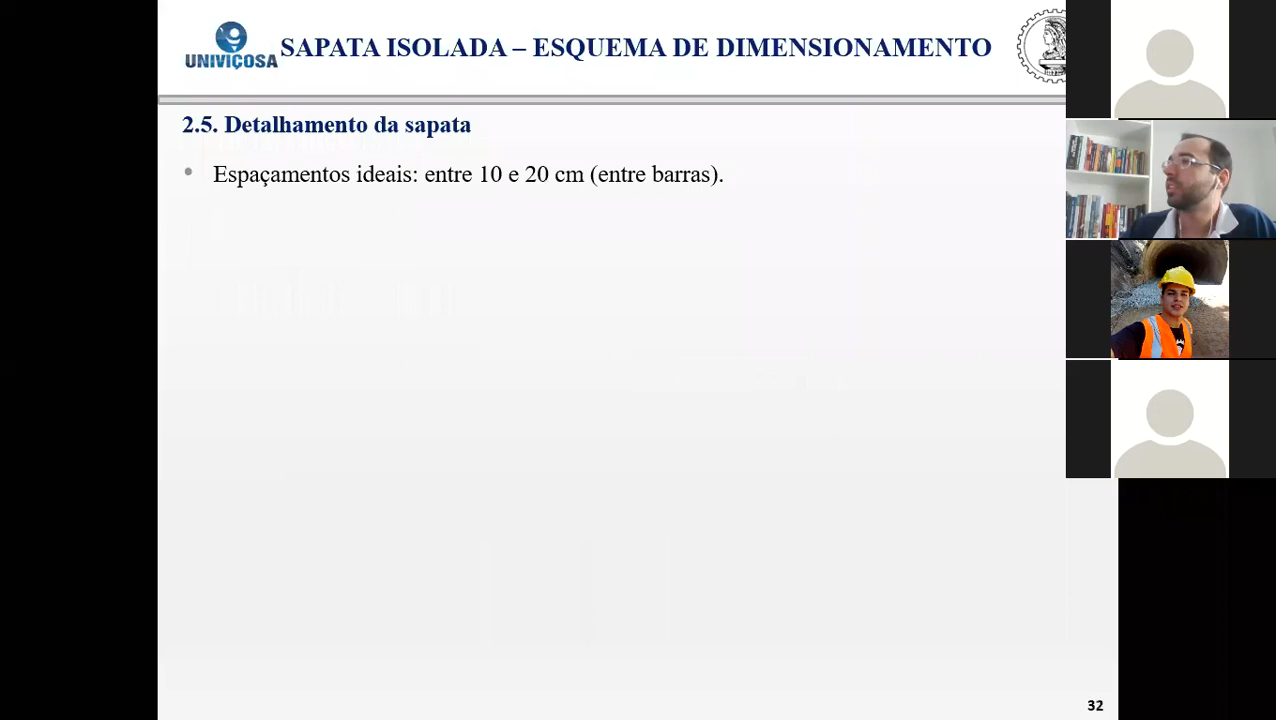 UNIVIÇOSA
SAPATA ISOLADA – ESQUEMA DE DIMENSIONAMENTO
2.5. Detalhamento da sapata
• Espaçamentos ideais: entre 10 e 20 cm (entre barras).
32